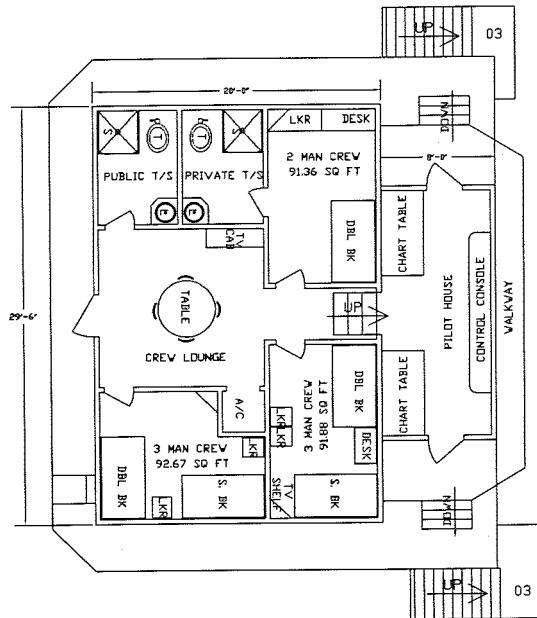 UP
03
20'-0"
DOWN
LKR
DESK
S
T
T
S
PUBLIC T/S
PRIVATE T/S
2 MAN CREW
91.36 SQ FT
8'-0"
DBL BK
CHART TABLE
TV
CAB
29'-6"
TABLE
UP
PILOT HOUSE
CONTROL CONSOLE
WALKWAY
CREW LOUNGE
A/C
LKR
LKR
3 MAN CREW
91.88 SQ FT
DBL BK
CHART TABLE
DESK
3 MAN CREW
92.67 SQ FT
LKR
DBL BK
LKR
S. BK
TV
SHELF
S. BK
DOWN
UP
03